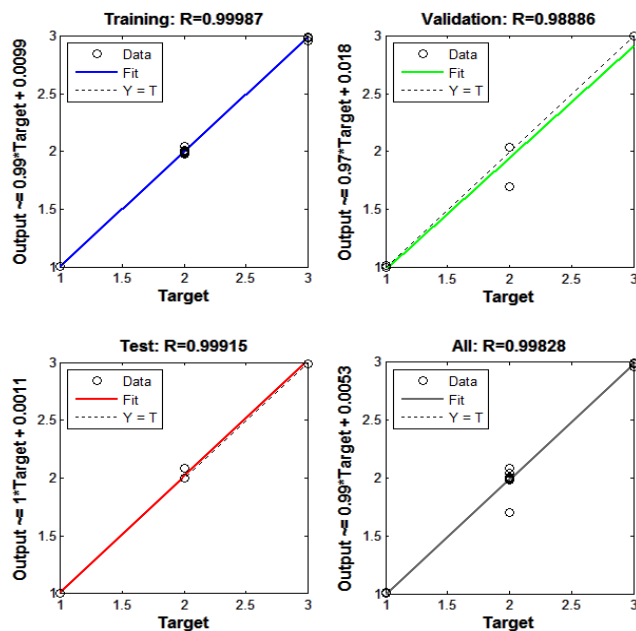 Training: R=0.99987
Output ~= 0.99*Target + 0.0099
3
2.5
2
1.5
1
Data
Fit
Y = T
1 1.5 2 2.5 3
Target
Validation: R=0.98886
Output ~= 0.97*Target + 0.018
3
2.5
2
1.5
1
Data
Fit
Y = T
1 1.5 2 2.5 3
Target
Test: R=0.99915
Output ~= 1*Target + 0.0011
3
2.5
2
1.5
1
Data
Fit
Y = T
1 1.5 2 2.5 3
Target
All: R=0.99828
Output ~= 0.99*Target + 0.0053
3
2.5
2
1.5
1
Data
Fit
Y = T
1 1.5 2 2.5 3
Target